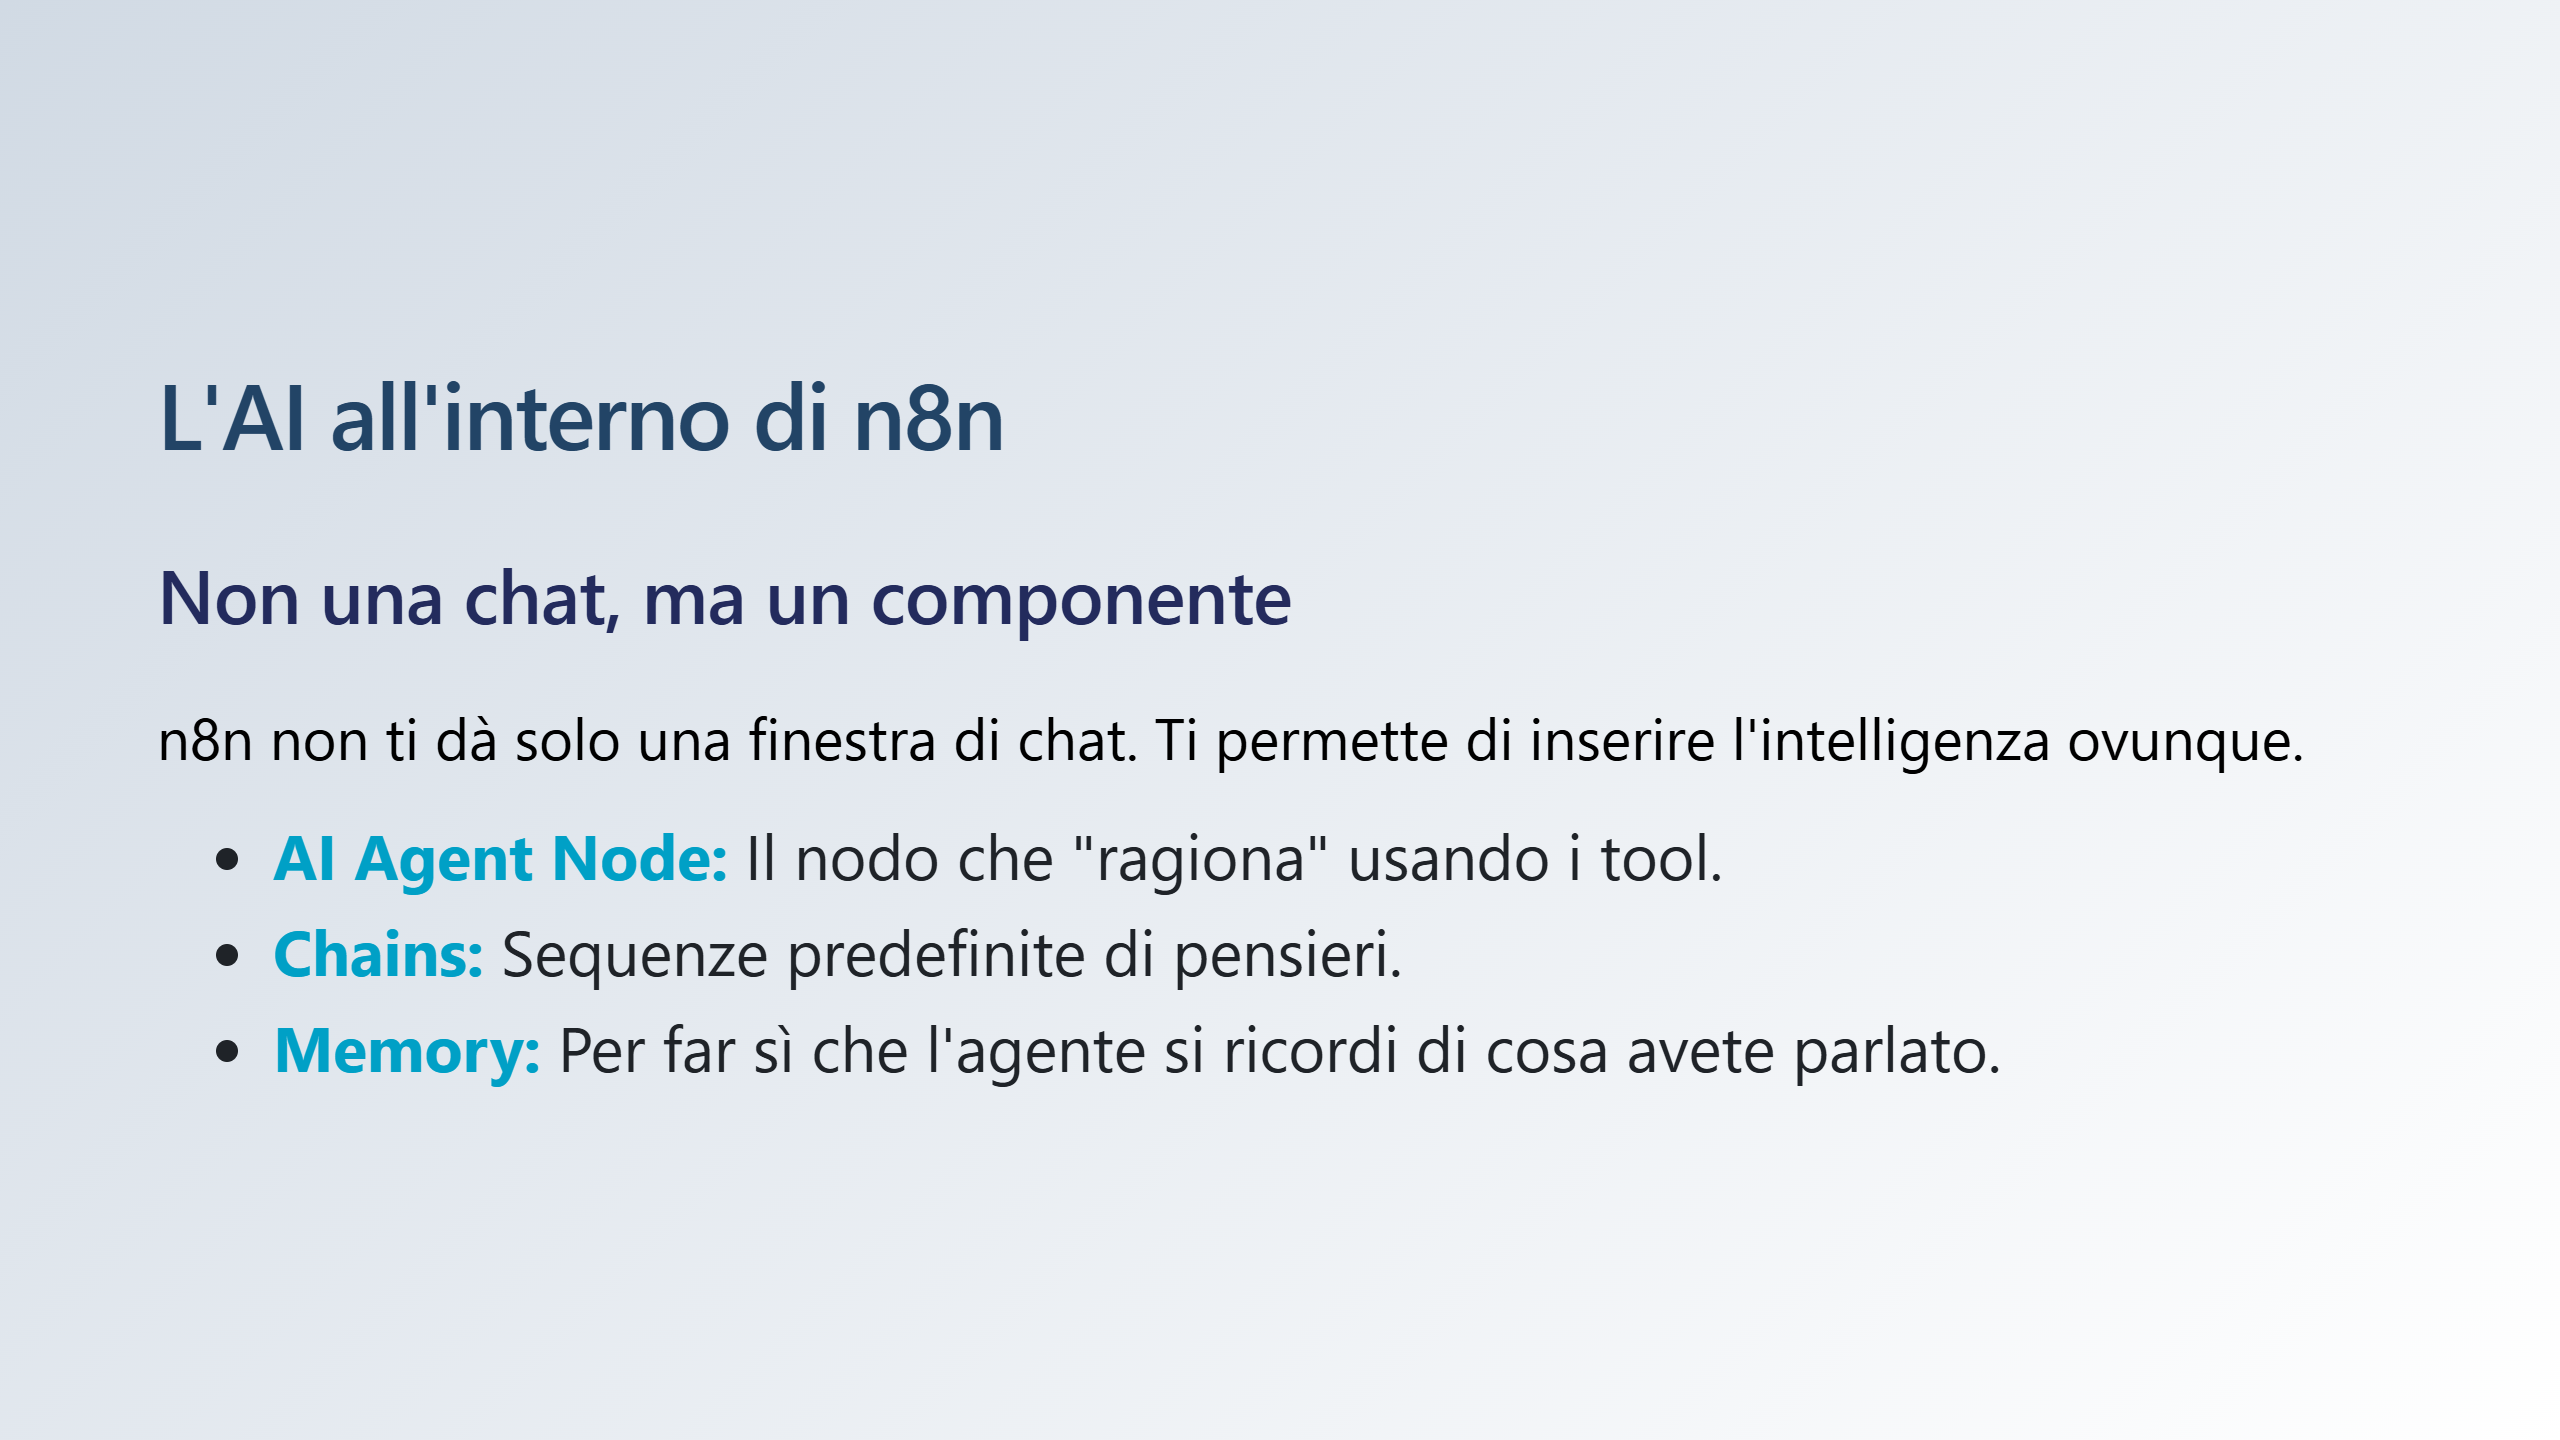 L'AI all'interno di n8n
Non una chat, ma un componente
n8n non ti dà solo una finestra di chat. Ti permette di inserire l'intelligenza ovunque.
• AI Agent Node: Il nodo che "ragiona" usando i tool.
• Chains: Sequenze predefinite di pensieri.
• Memory: Per far sì che l'agente si ricordi di cosa avete parlato.